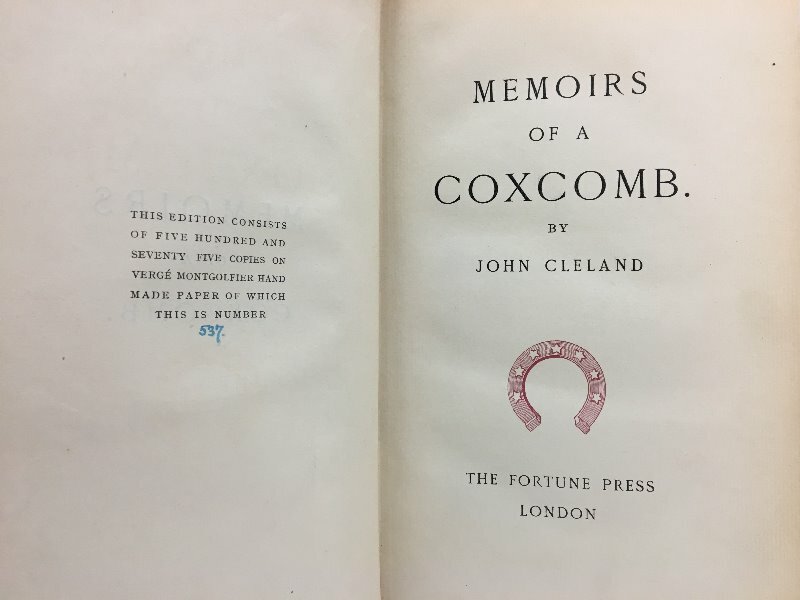 THIS EDITION CONSISTS
OF FIVE HUNDRED AND
SEVENTY FIVE COPIES ON
VERGÉ MONTGOLFIER HAND
MADE PAPER OF WHICH
THIS IS NUMBER
537.
MEMOIRS
OF A
COXCOMB.
BY
JOHN CLELAND
THE FORTUNE PRESS
LONDON